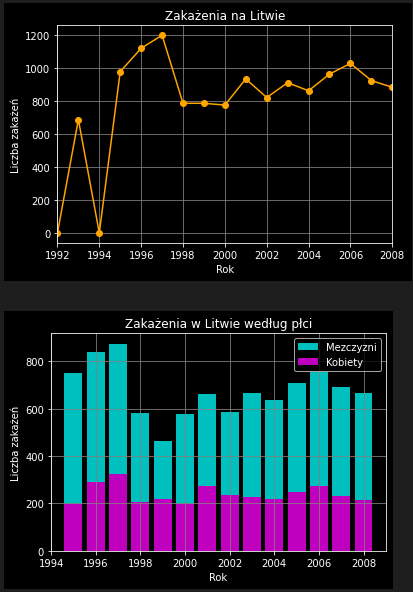 Zakażenia na Litwie
1200
1000
800
600
400
200
0
Liczba zakażeń
1992 1994 1996 1998 2000 2002 2004 2006 2008
Rok
Zakażenia w Litwie według płci
Mezczyzni
Kobiety
800
600
400
200
0
Liczba zakażeń
1994 1996 1998 2000 2002 2004 2006 2008
Rok